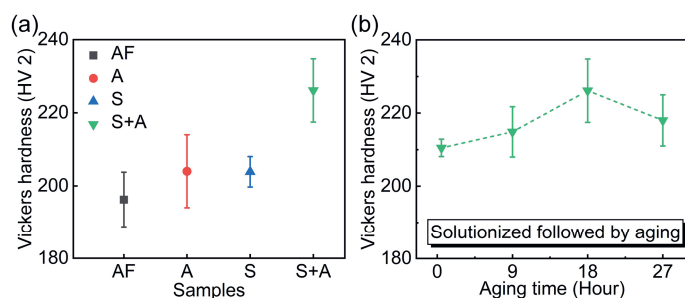 (a)
Vickers hardness (HV 2)
240
220
200
180
AF
A
S
S+A
AF A S S+A
Samples
(b)
Vickers hardness (HV 2)
240
220
200
180
Solutionized followed by aging
0 9 18 27
Aging time (Hour)